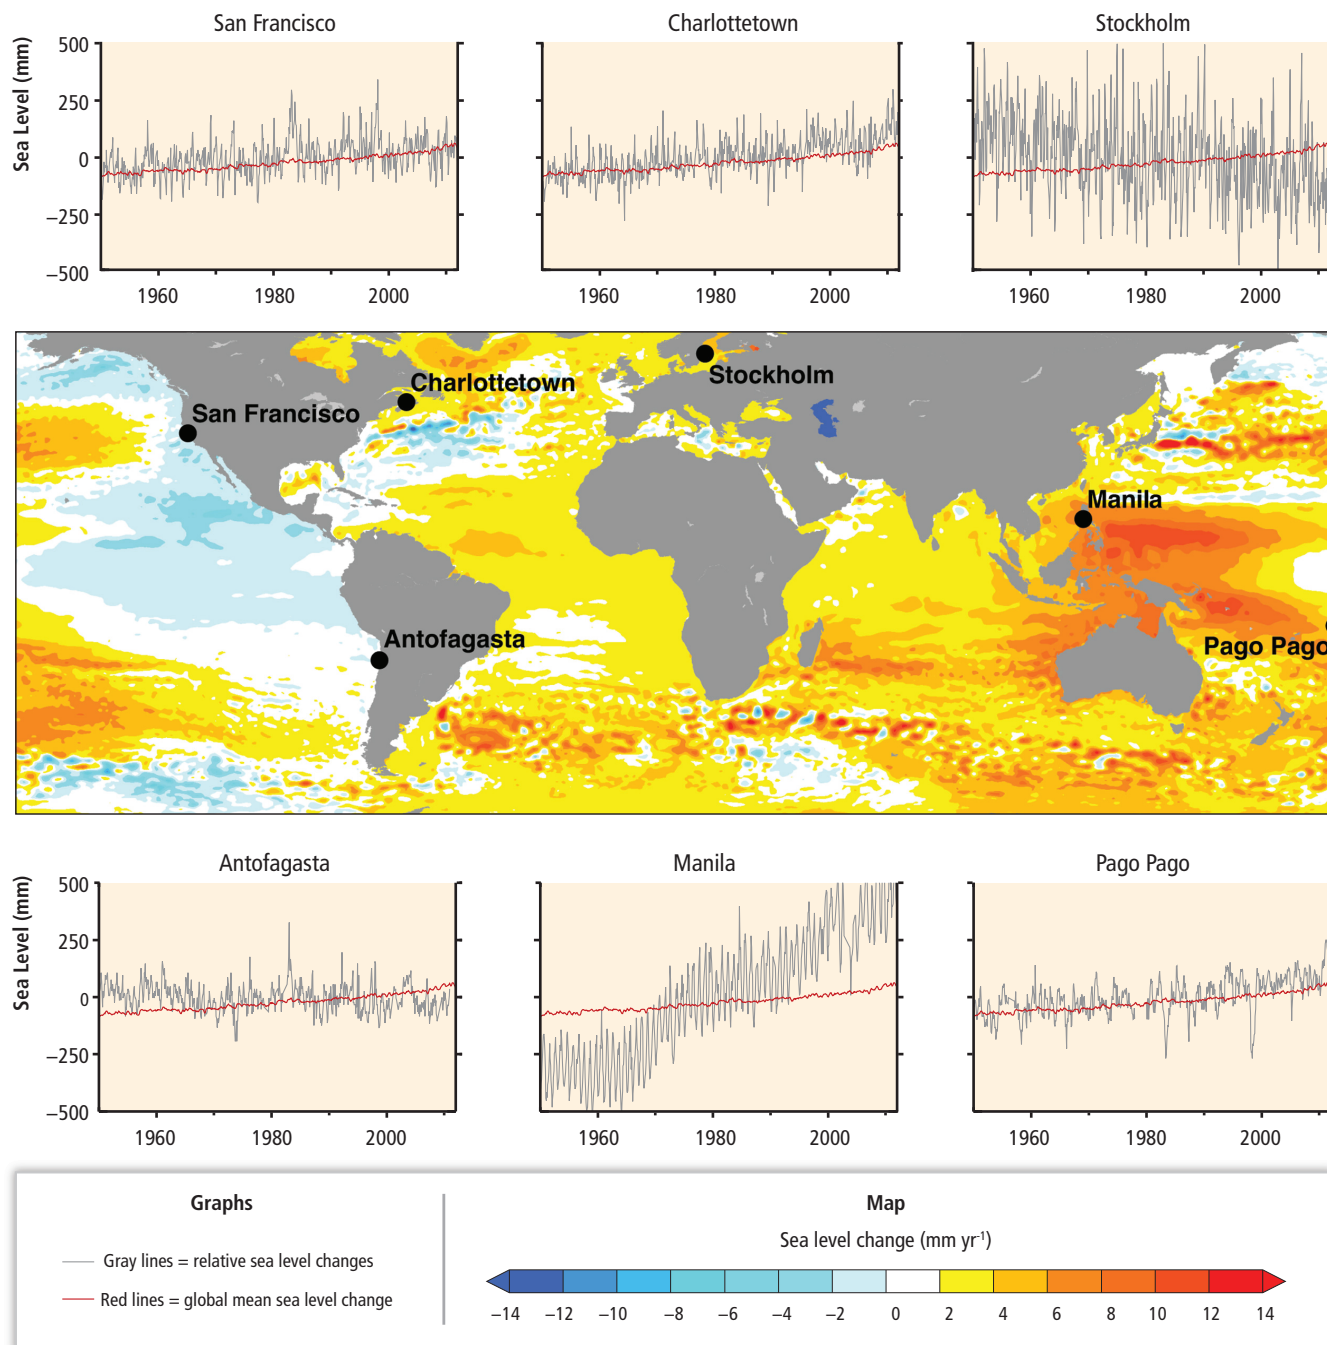 San Francisco
Charlottetown
Stockholm
Sea Level (mm)
500
250
0
−250
−500
1960 1980 2000
1960 1980 2000
1960 1980 2000
Stockholm
Charlottetown
San Francisco
Manila
Antofagasta
Pago Pago
Antofagasta
Manila
Pago Pago
Sea Level (mm)
500
250
0
−250
−500
1960 1980 2000
1960 1980 2000
1960 1980 2000
Graphs
Gray lines = relative sea level changes
Red lines = global mean sea level change
Map
Sea level change (mm yr-1)
−14 −12 −10 −8 −6 −4 −2 0 2 4 6 8 10 12 14